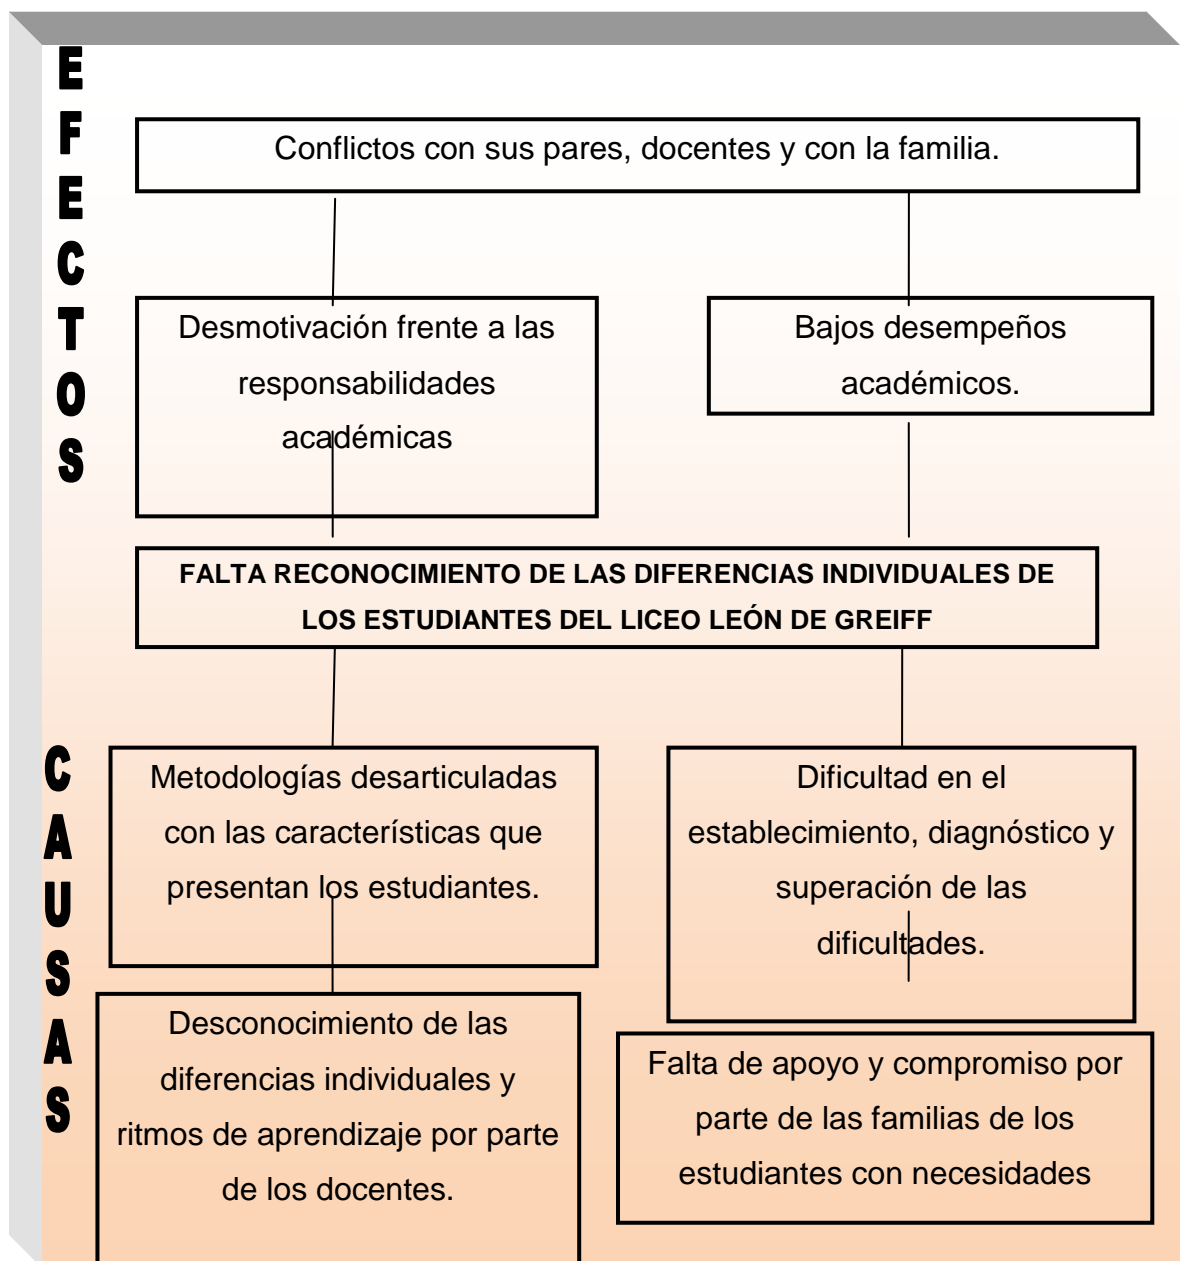 EFECTOS
Conflictos con sus pares, docentes y con la familia.
Desmotivación frente a las
responsabilidades
académicas
Bajos desempeños
académicos.
FALTA RECONOCIMIENTO DE LAS DIFERENCIAS INDIVIDUALES DE
LOS ESTUDIANTES DEL LICEO LEÓN DE GREIFF
CAUSAS
Metodologías desarticuladas
con las características que
presentan los estudiantes.
Dificultad en el
establecimiento, diagnóstico y
superación de las
dificultades.
Desconocimiento de las
diferencias individuales y
ritmos de aprendizaje por parte
de los docentes.
Falta de apoyo y compromiso por
parte de las familias de los
estudiantes con necesidades